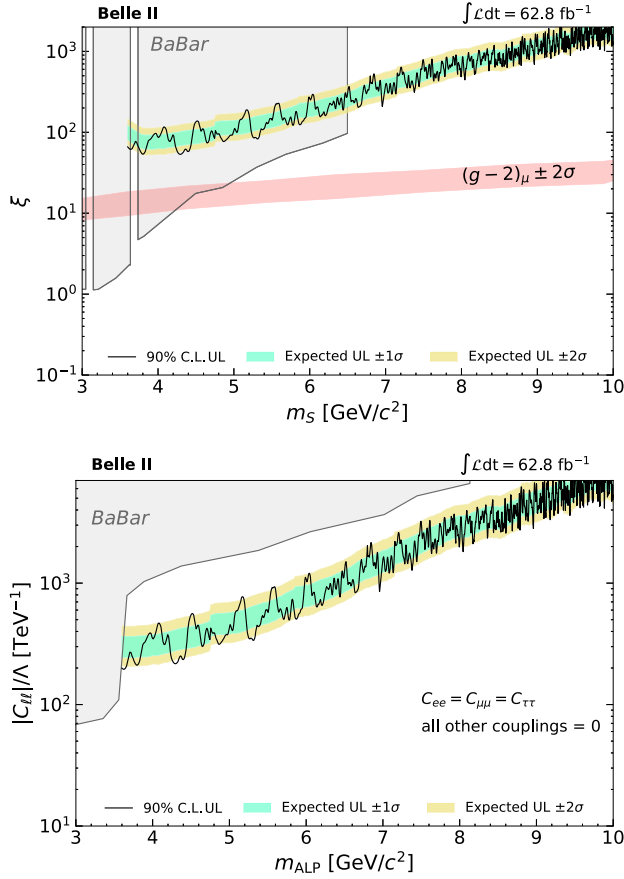 Belle II
∫ℒdt = 62.8 fb⁻¹
BaBar
(g − 2)μ ± 2σ
ξ
10³
10²
10¹
10⁰
10⁻¹
90% C.L.UL
Expected UL ±1σ
Expected UL ±2σ
3 4 5 6 7 8 9 10
m_S [GeV/c²]
Belle II
∫ℒdt = 62.8 fb⁻¹
BaBar
|C_ℓℓ|/Λ [TeV⁻¹]
10³
10²
10¹
C_ee = C_μμ = C_ττ
all other couplings = 0
90% C.L.UL
Expected UL ±1σ
Expected UL ±2σ
3 4 5 6 7 8 9 10
m_ALP [GeV/c²]